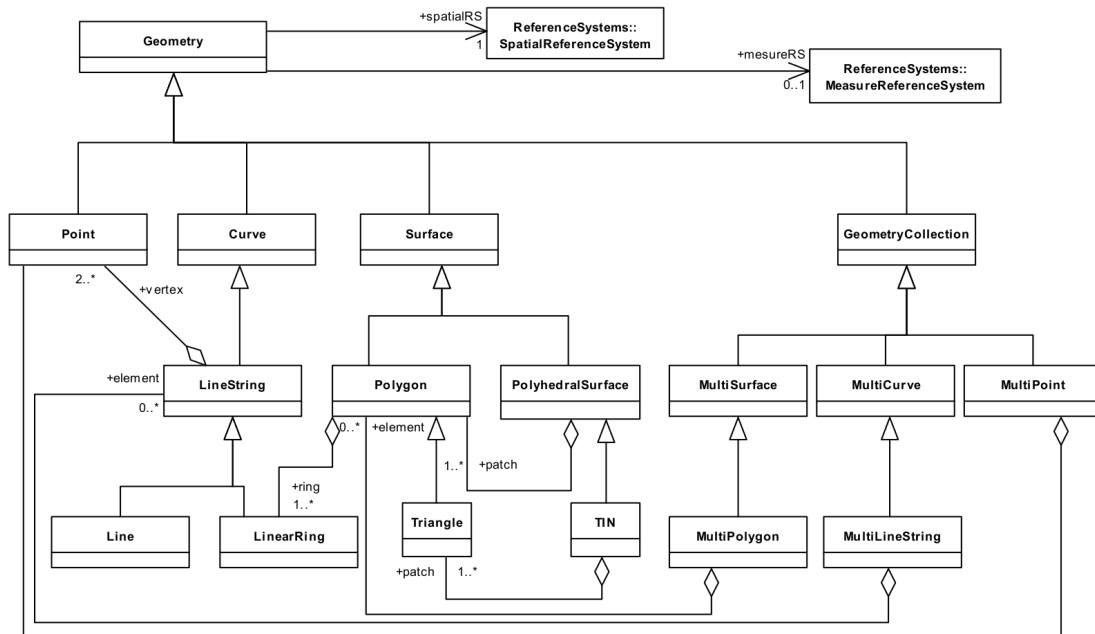 +spatialRS
ReferenceSystems::
SpatialReferenceSystem
1
Geometry
+mesureRS
ReferenceSystems::
MeasureReferenceSystem
0..1
Point
Curve
Surface
GeometryCollection
2..*
+vertex
+element
0..*
LineString
Polygon
PolyhedralSurface
MultiSurface
MultiCurve
MultiPoint
0..*
+element
1..*
+patch
+ring
1..*
Line
LinearRing
Triangle
TIN
MultiPolygon
MultiLineString
+patch
1..*